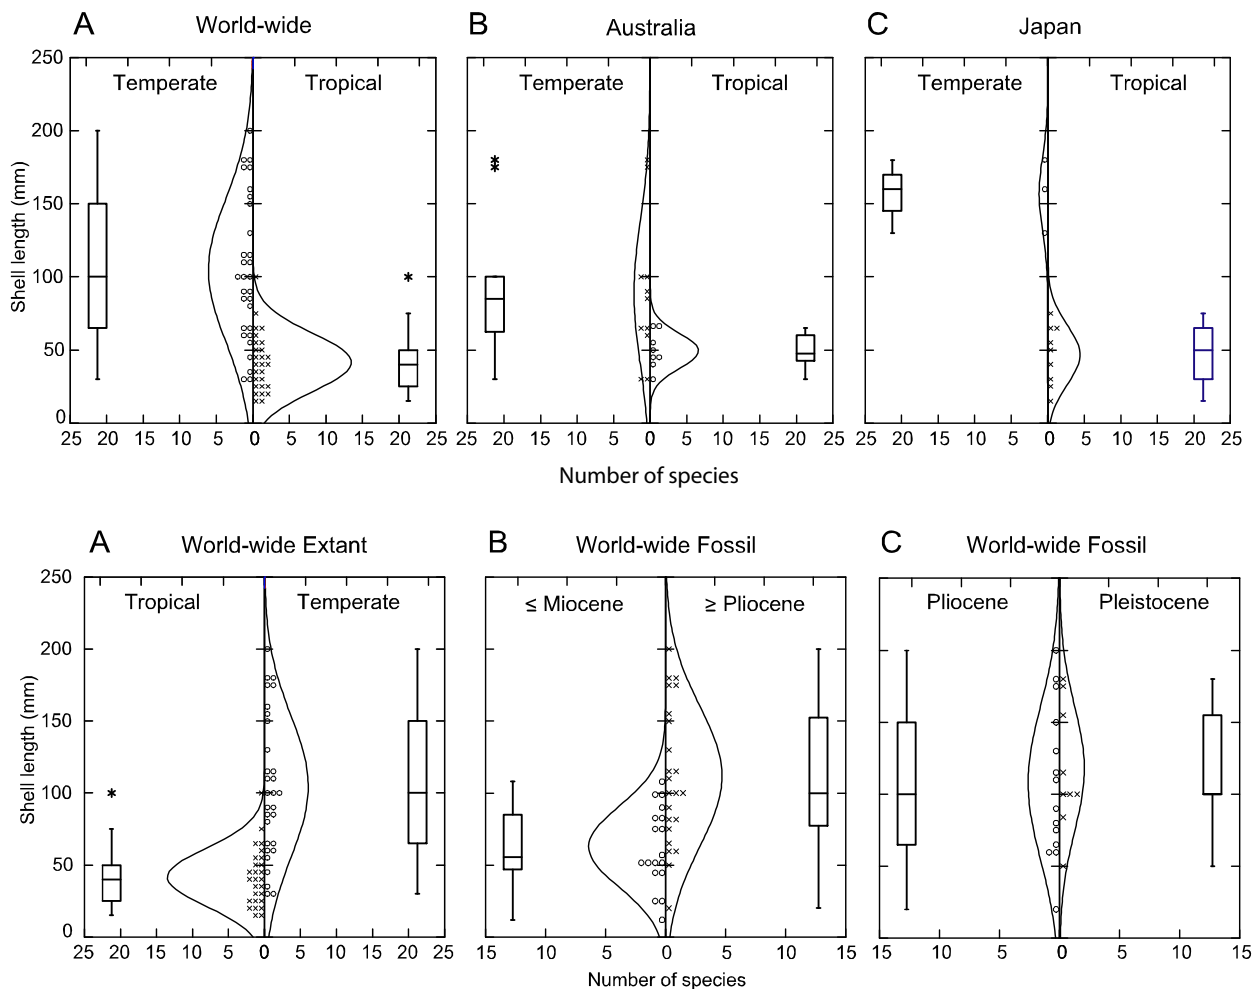 A World-wide B Australia C Japan
250 Temperate Tropical Temperate Tropical Temperate Tropical
200
150
100
50
0
Shell length (mm)
25 20 15 10 5 0 5 10 15 20 25 25 20 15 10 5 0 5 10 15 20 25 25 20 15 10 5 0 5 10 15 20 25
Number of species
A World-wide Extant B World-wide Fossil C World-wide Fossil
250 Tropical Temperate ≤ Miocene ≥ Pliocene Pliocene Pleistocene
200
150
100
50
0
Shell length (mm)
25 20 15 10 5 0 5 10 15 20 25 15 10 5 0 5 10 15 15 10 5 0 5 10 15
Number of species